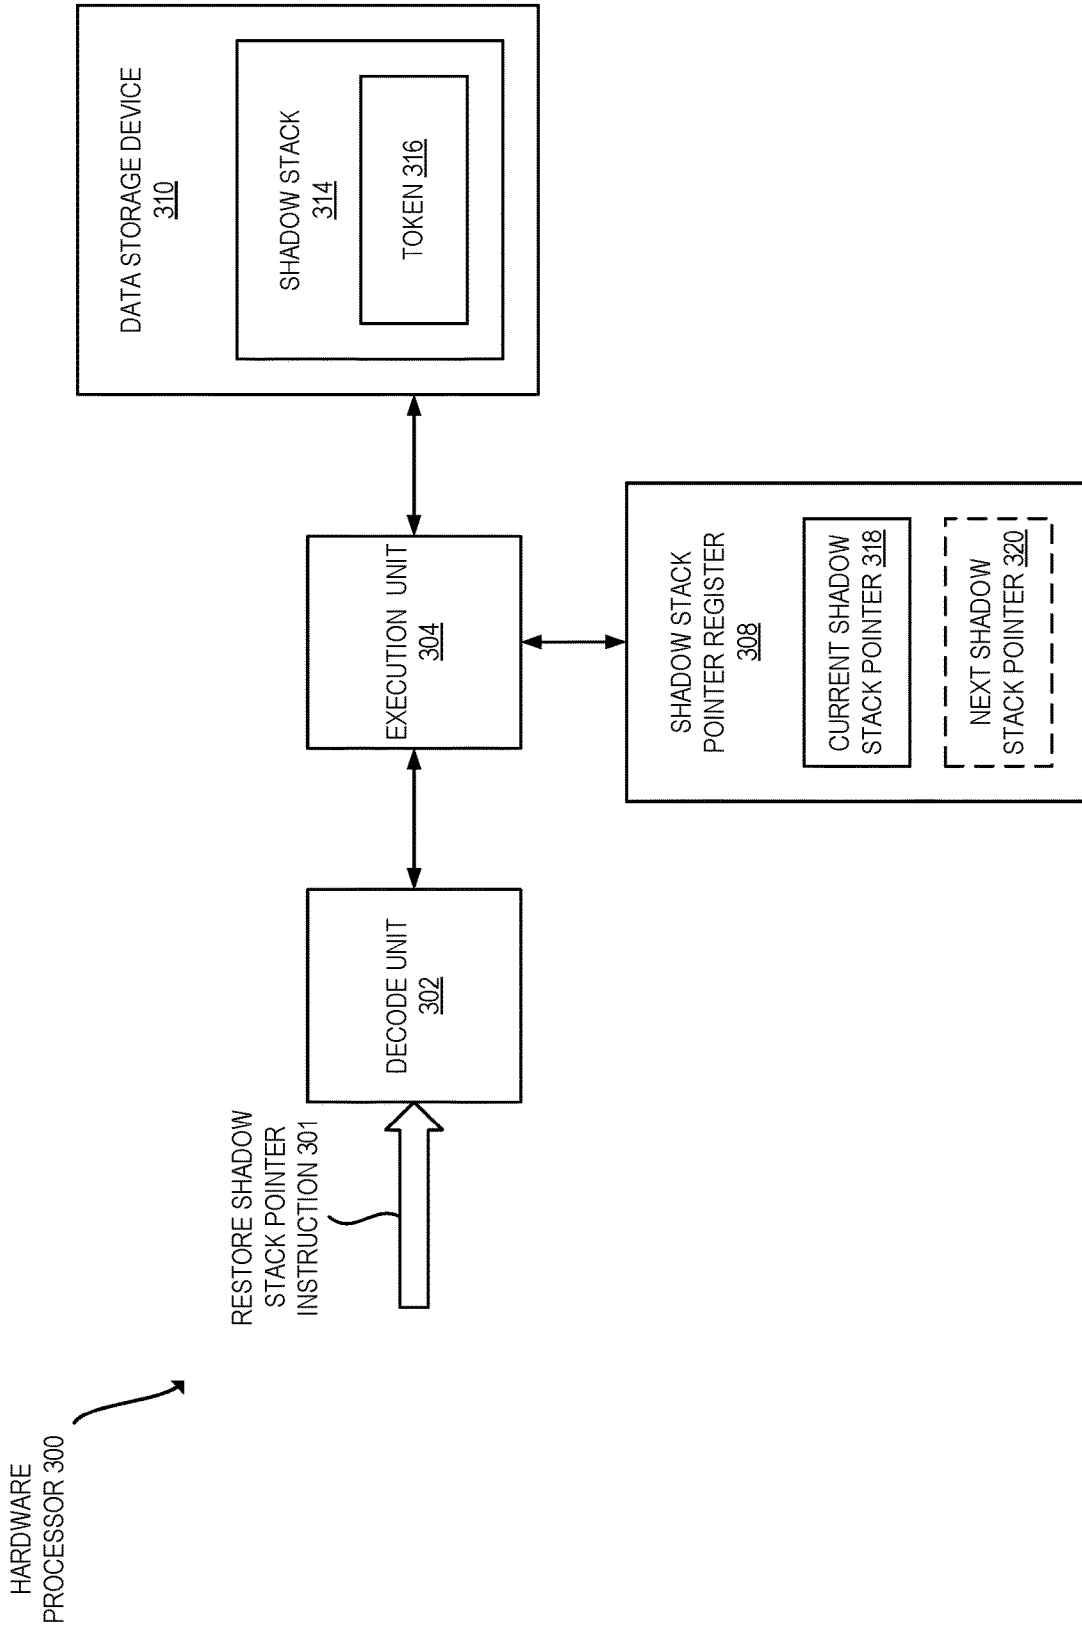 HARDWARE
PROCESSOR 300
RESTORE SHADOW
STACK POINTER
INSTRUCTION 301
DECODE UNIT
302
EXECUTION UNIT
304
DATA STORAGE DEVICE
310
SHADOW STACK
314
TOKEN 316
SHADOW STACK
POINTER REGISTER
308
CURRENT SHADOW
STACK POINTER 318
NEXT SHADOW
STACK POINTER 320